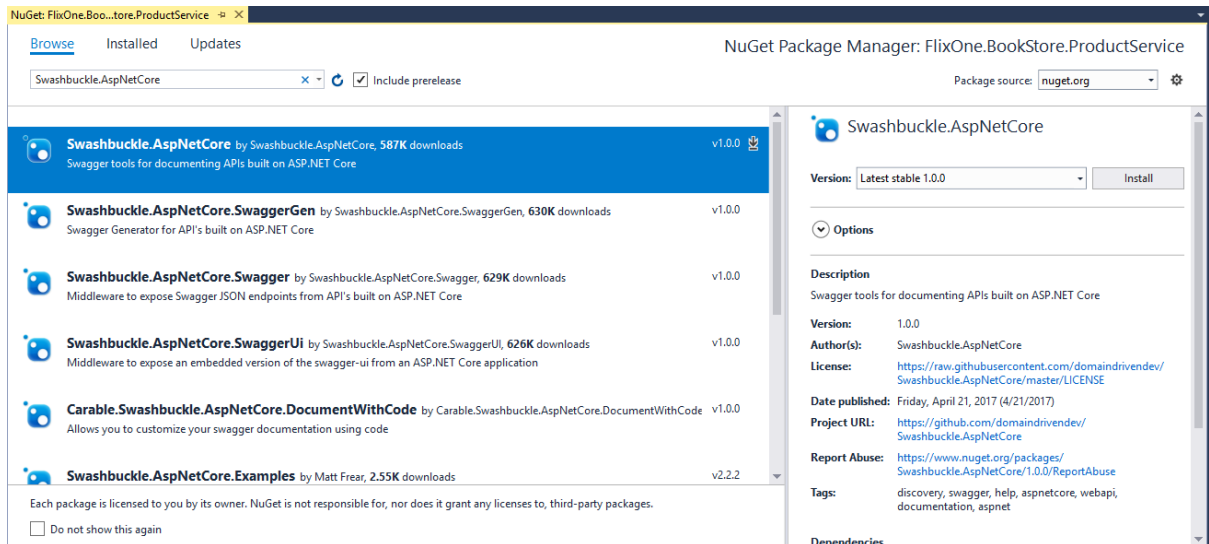 NuGet: FlixOne.Boo...tore.ProductService
Browse Installed Updates
NuGet Package Manager: FlixOne.BookStore.ProductService
Swashbuckle.AspNetCore
Include prerelease
Package source: nuget.org
Swashbuckle.AspNetCore by Swashbuckle.AspNetCore, 587K downloads v1.0.0
Swagger tools for documenting APIs built on ASP.NET Core
Swashbuckle.AspNetCore.SwaggerGen by Swashbuckle.AspNetCore.SwaggerGen, 630K downloads v1.0.0
Swagger Generator for API's built on ASP.NET Core
Swashbuckle.AspNetCore.Swagger by Swashbuckle.AspNetCore.Swagger, 629K downloads v1.0.0
Middleware to expose Swagger JSON endpoints from API's built on ASP.NET Core
Swashbuckle.AspNetCore.SwaggerUi by Swashbuckle.AspNetCore.SwaggerUI, 626K downloads v1.0.0
Middleware to expose an embedded version of the swagger-ui from an ASP.NET Core application
Carable.Swashbuckle.AspNetCore.DocumentWithCode by Carable.Swashbuckle.AspNetCore.DocumentWithCode v1.0.0
Allows you to customize your swagger documentation using code
Swashbuckle.AspNetCore.Examples by Matt Frear, 2.55K downloads v2.2.2
Each package is licensed to you by its owner. NuGet is not responsible for, nor does it grant any licenses to, third-party packages.
Do not show this again
Swashbuckle.AspNetCore
Version: Latest stable 1.0.0 Install
Options
Description
Swagger tools for documenting APIs built on ASP.NET Core
Version: 1.0.0
Author(s): Swashbuckle.AspNetCore
License: https://raw.githubusercontent.com/domaindrivendev/
Swashbuckle.AspNetCore/master/LICENSE
Date published: Friday, April 21, 2017 (4/21/2017)
Project URL: https://github.com/domaindrivendev/
Swashbuckle.AspNetCore
Report Abuse: https://www.nuget.org/packages/
Swashbuckle.AspNetCore/1.0.0/ReportAbuse
Tags: discovery, swagger, help, aspnetcore, webapi,
documentation, aspnet
Dependencies